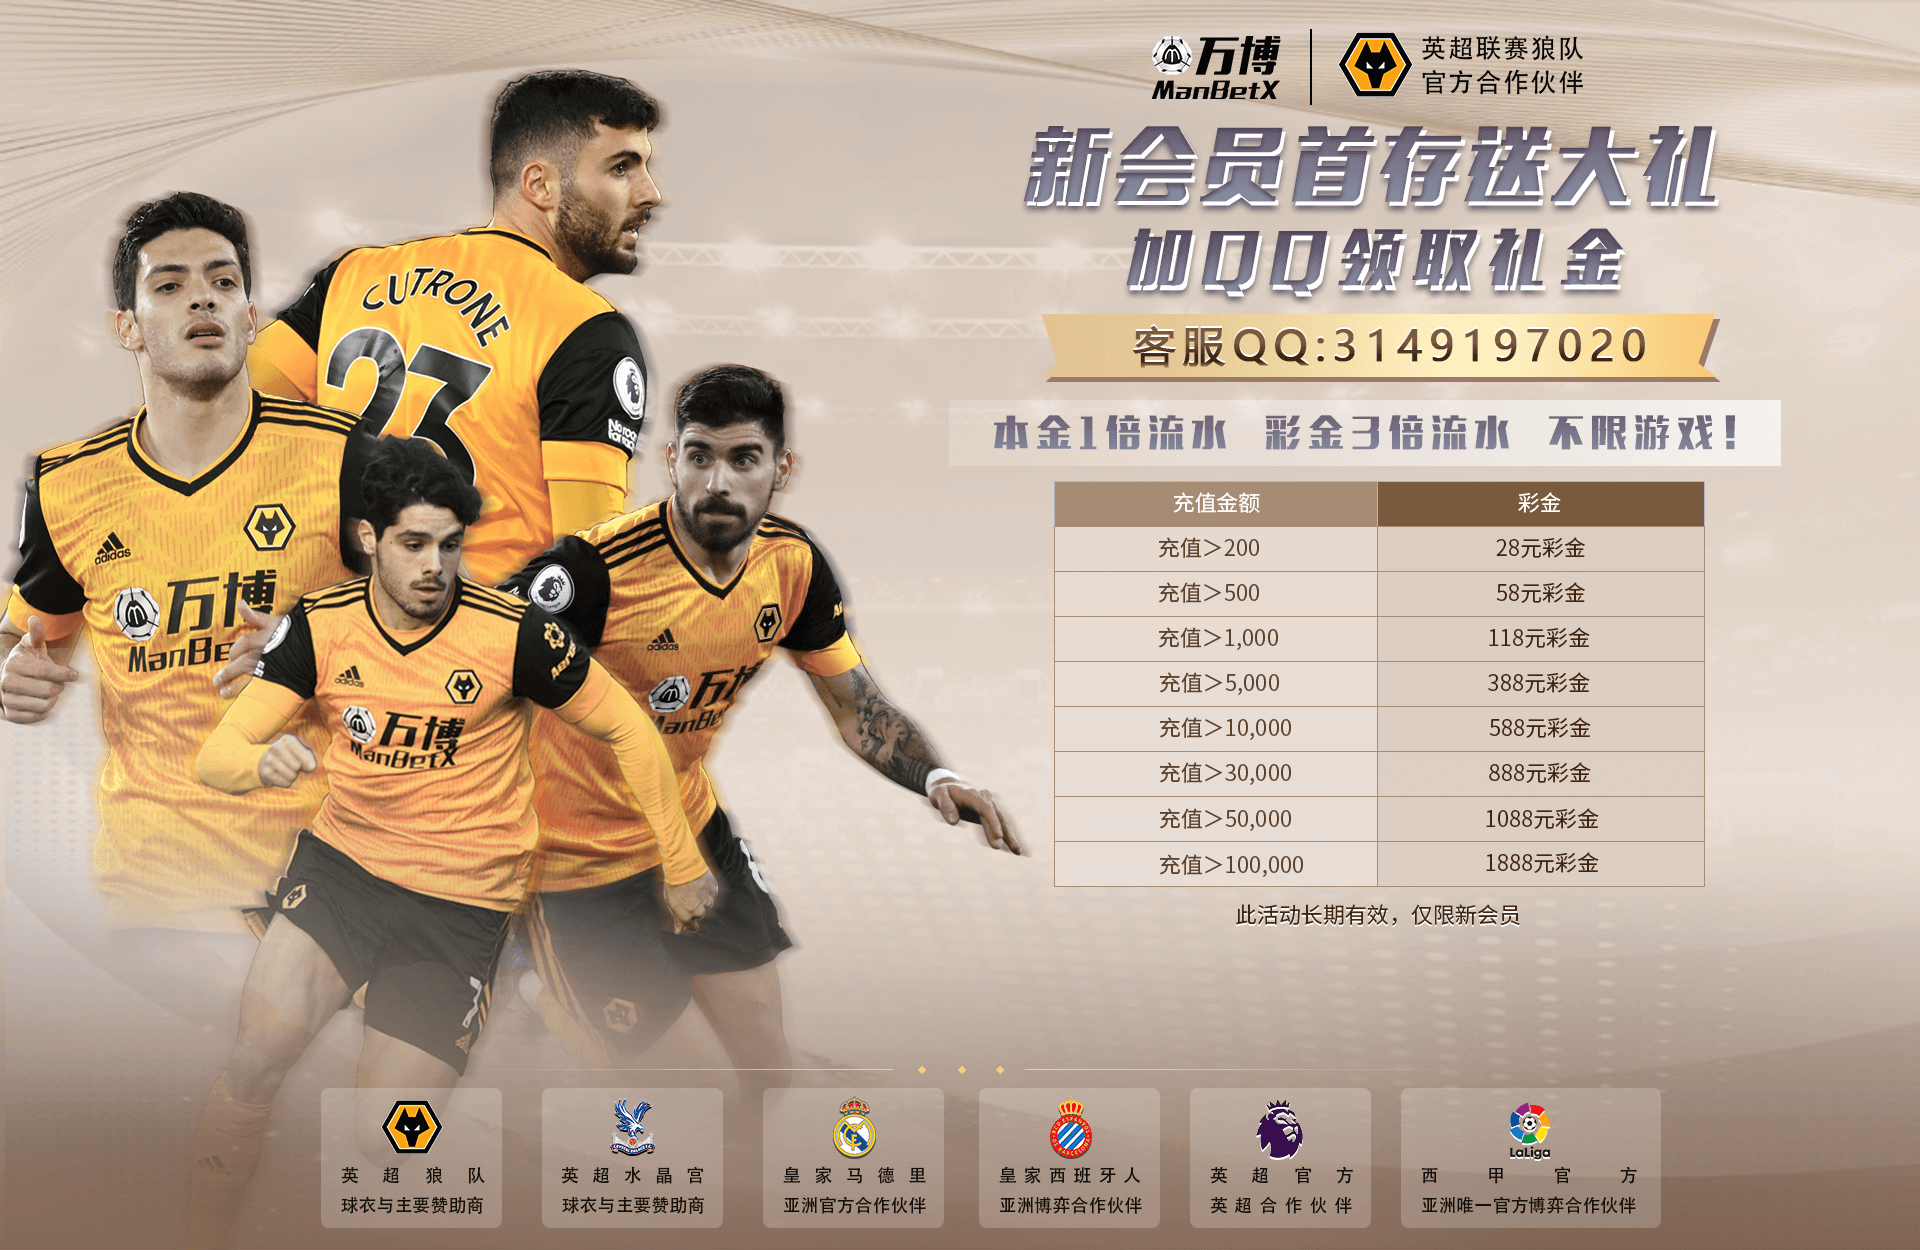 万博
ManBetX
英超联赛狼队
官方合作伙伴
新会员首存送大礼
加QQ领取礼金
客服QQ:3149197020
本金1倍流水 彩金3倍流水 不限游戏!
充值金额 彩金
充值>200 28元彩金
充值>500 58元彩金
充值>1,000 118元彩金
充值>5,000 388元彩金
充值>10,000 588元彩金
充值>30,000 888元彩金
充值>50,000 1088元彩金
充值>100,000 1888元彩金
此活动长期有效，仅限新会员
CUTRONE
23
No room
for rac
adidas
万博
ManBe
adidas
万博
ManBetX
adidas
万博
ManBe
7
英超狼队
球衣与主要赞助商
英超水晶宫
球衣与主要赞助商
皇家马德里
亚洲官方合作伙伴
皇家西班牙人
亚洲博弈合作伙伴
英超官方
英超合作伙伴
LaLiga
西甲官方
亚洲唯一官方博弈合作伙伴